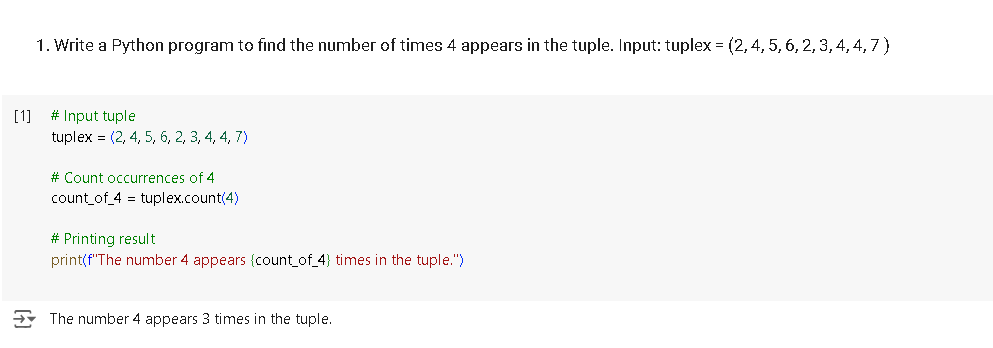 1. Write a Python program to find the number of times 4 appears in the tuple. Input: tuplex = (2, 4, 5, 6, 2, 3, 4, 4, 7 )
[1] # Input tuple
tuplex = (2, 4, 5, 6, 2, 3, 4, 4, 7)
# Count occurrences of 4
count_of_4 = tuplex.count(4)
# Printing result
print(f"The number 4 appears {count_of_4} times in the tuple.")
The number 4 appears 3 times in the tuple.